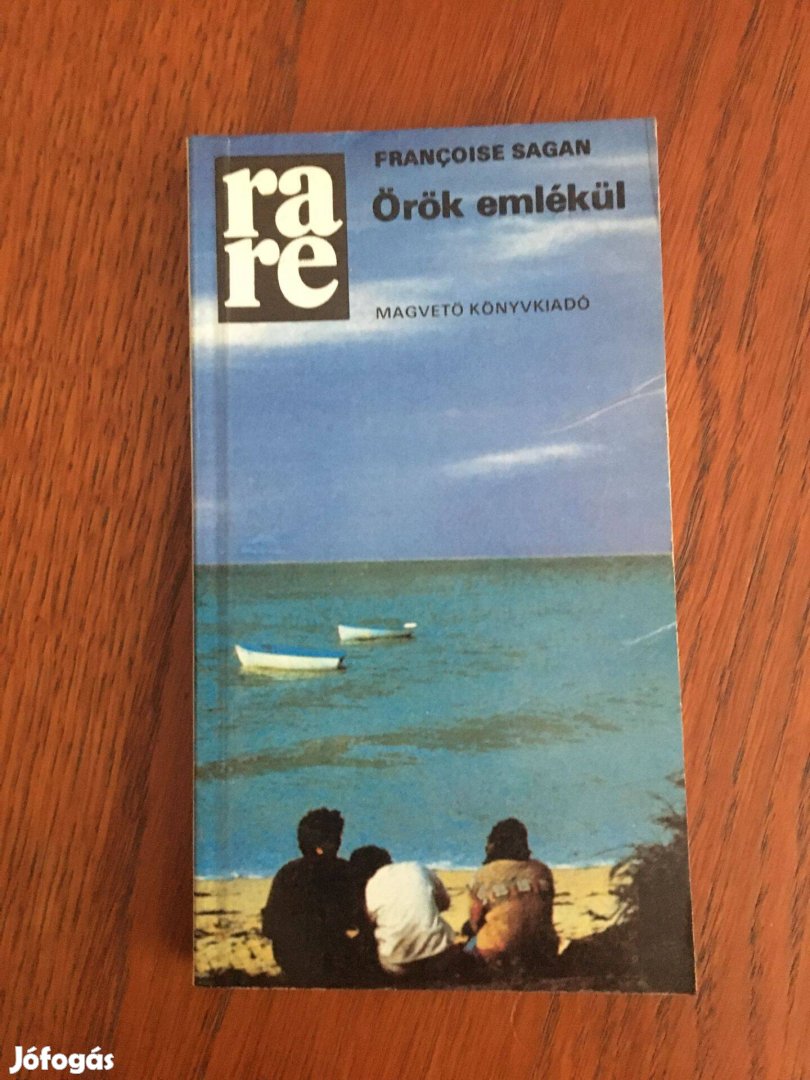 ra
re
FRANÇOISE SAGAN
Örök emlékül
MAGVETŐ KÖNYVKIADÓ
Jófogás